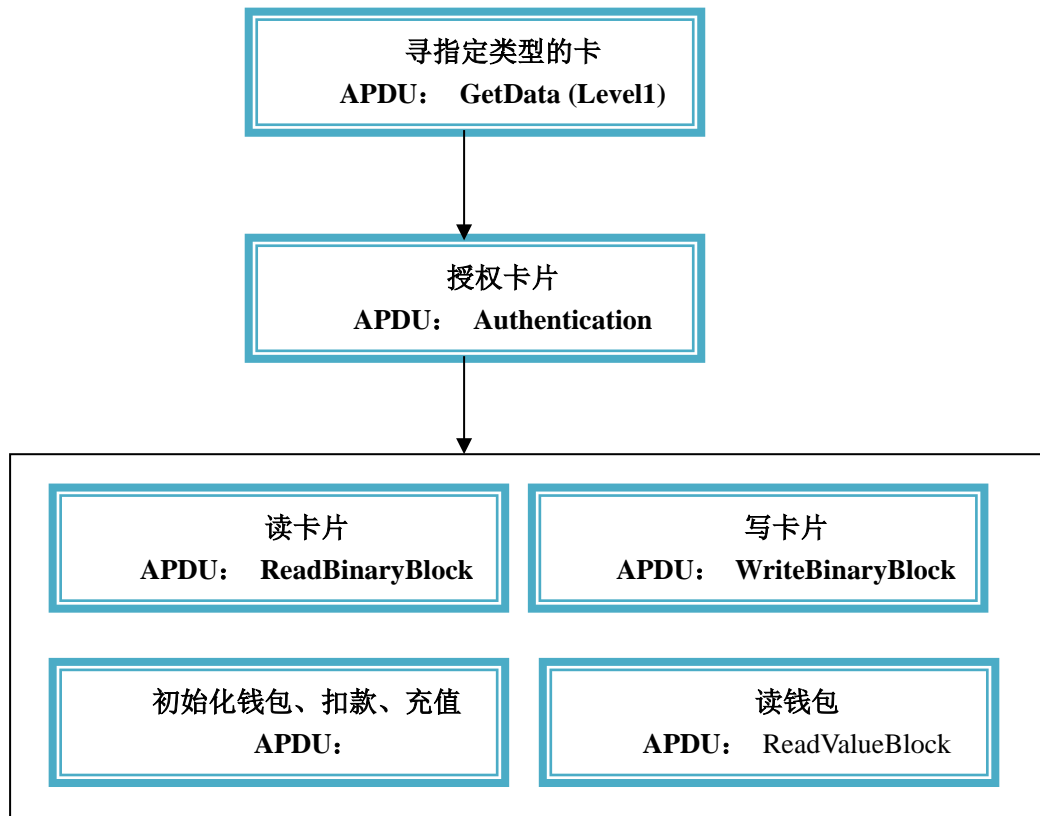 寻指定类型的卡
APDU： GetData (Level1)
授权卡片
APDU： Authentication
读卡片
APDU： ReadBinaryBlock
写卡片
APDU： WriteBinaryBlock
初始化钱包、扣款、充值
APDU：
读钱包
APDU： ReadValueBlock